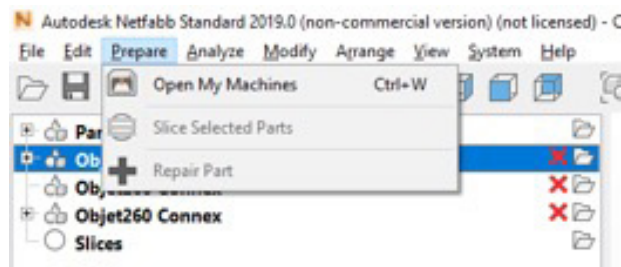 Autodesk Netfabb Standard 2019.0 (non-commercial version) (not licensed) - C
File Edit Prepare Analyze Modify Arrange View System Help
Open My Machines Ctrl+W
Slice Selected Parts
Repair Part
Par
Ob
Connex
Objet260 Connex
Slices